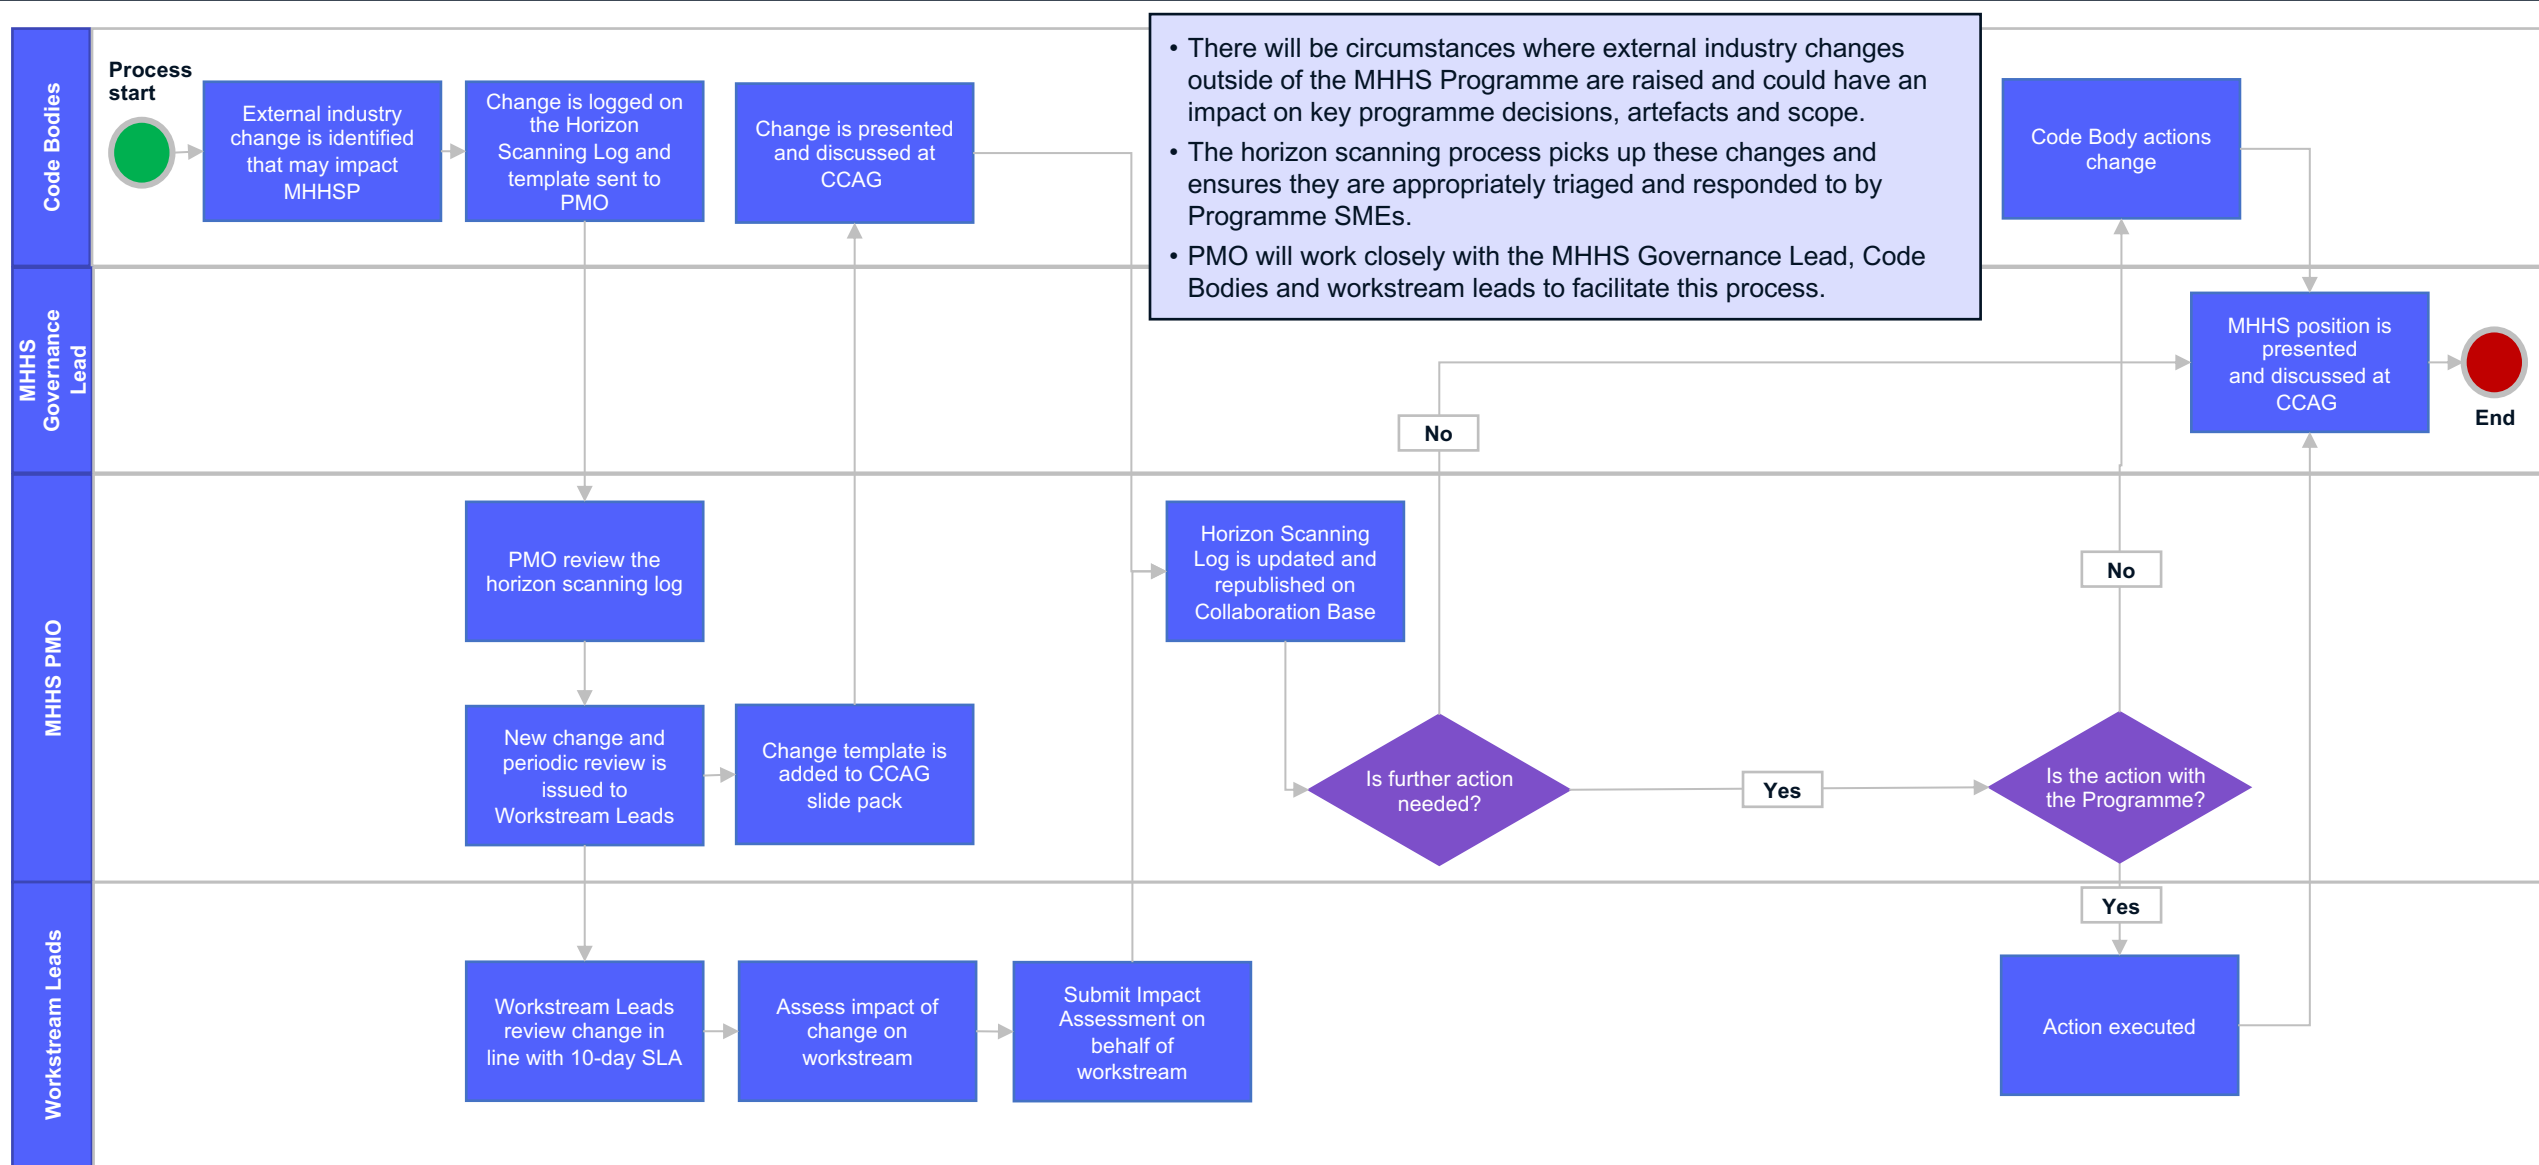 Code Bodies
Process
start
External industry
change is identified
that may impact
MHHSP
Change is logged on
the Horizon
Scanning Log and
template sent to
PMO
Change is presented
and discussed at
CCAG
• There will be circumstances where external industry changes
outside of the MHHS Programme are raised and could have an
impact on key programme decisions, artefacts and scope.
• The horizon scanning process picks up these changes and
ensures they are appropriately triaged and responded to by
Programme SMEs.
• PMO will work closely with the MHHS Governance Lead, Code
Bodies and workstream leads to facilitate this process.
Code Body actions
change
MHHS
Governance
Lead
No
MHHS position is
presented
and discussed at
CCAG
End
MHHS PMO
PMO review the
horizon scanning log
Horizon Scanning
Log is updated and
republished on
Collaboration Base
No
New change and
periodic review is
issued to
Workstream Leads
Change template is
added to CCAG
slide pack
Is further action
needed?
Yes
Is the action with
the Programme?
Workstream Leads
Yes
Workstream Leads
review change in
line with 10-day SLA
Assess impact of
change on
workstream
Submit Impact
Assessment on
behalf of
workstream
Action executed